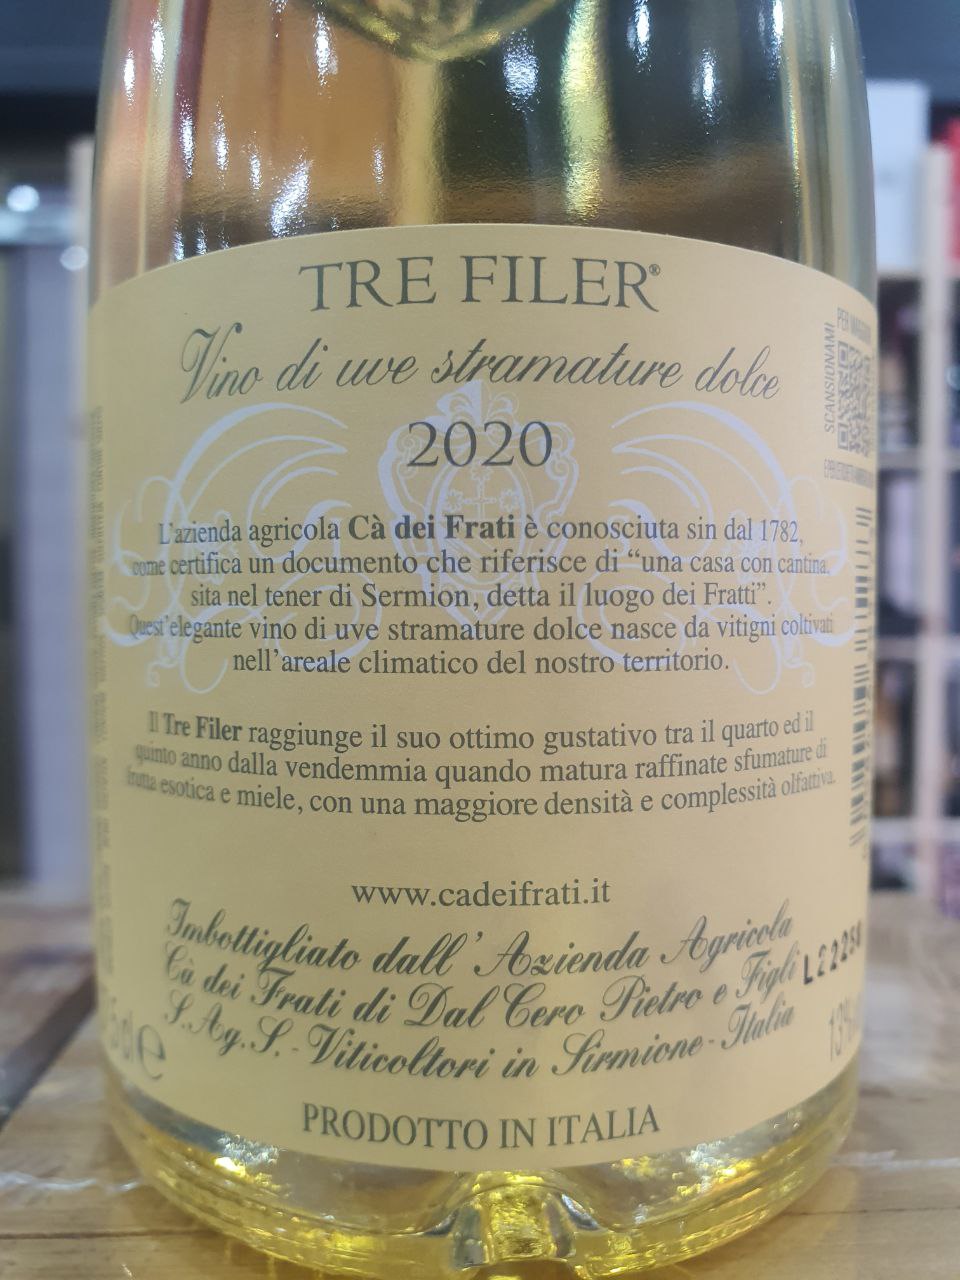 TRE FILER®
Vino di uve stramature dolce
2020
SCANSIONAMI
PER MAGGIORI
L'azienda agricola Cà dei Frati è conosciuta sin dal 1782,
come certifica un documento che riferisce di “una casa con cantina,
sita nel tener di Sermion, detta il luogo dei Fratti”.
Quest'elegante vino di uve stramature dolce nasce da vitigni coltivati
nell'areale climatico del nostro territorio.
Il Tre Filer raggiunge il suo ottimo gustativo tra il quarto ed il
quinto anno dalla vendemmia quando matura raffinate sfumature di
frutta esotica e miele, con una maggiore densità e complessità olfattiva.
www.cadeifrati.it
Imbottigliato dall' Azienda Agricola
Cà dei Frati di Dal Cero Pietro e Figli
S.Ag.S. - Viticoltori in Sirmione - Italia
L22258
cl e
13%
PRODOTTO IN ITALIA